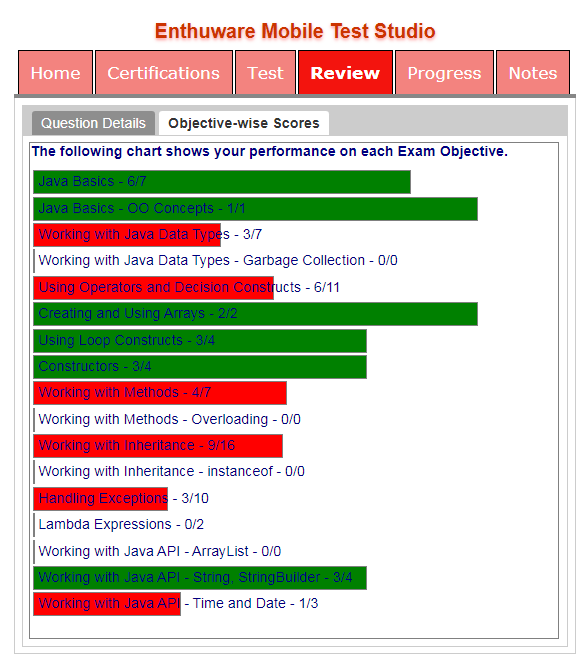 Enthuware Mobile Test Studio
Home Certifications Test Review Progress Notes
Question Details Objective-wise Scores
The following chart shows your performance on each Exam Objective.
Java Basics - 6/7
Java Basics - OO Concepts - 1/1
Working with Java Data Types - 3/7
Working with Java Data Types - Garbage Collection - 0/0
Using Operators and Decision Constructs - 6/11
Creating and Using Arrays - 2/2
Using Loop Constructs - 3/4
Constructors - 3/4
Working with Methods - 4/7
Working with Methods - Overloading - 0/0
Working with Inheritance - 9/16
Working with Inheritance - instanceof - 0/0
Handling Exceptions - 3/10
Lambda Expressions - 0/2
Working with Java API - ArrayList - 0/0
Working with Java API - String, StringBuilder - 3/4
Working with Java API - Time and Date - 1/3